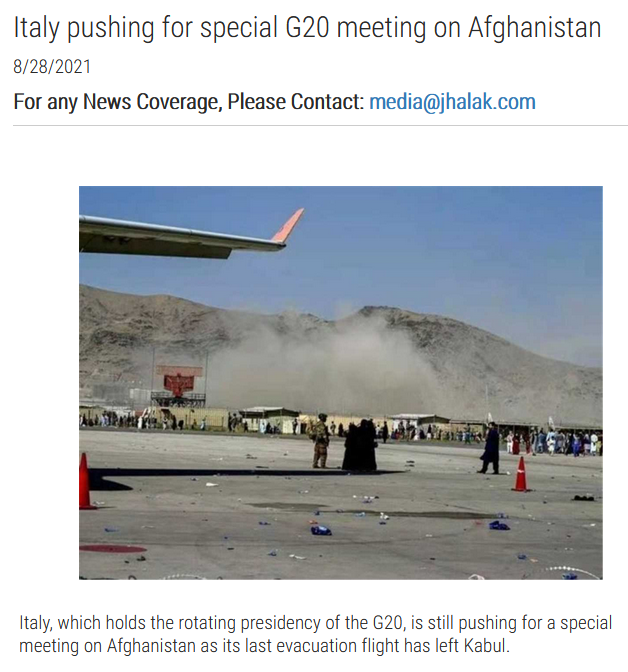 Italy pushing for special G20 meeting on Afghanistan
8/28/2021
For any News Coverage, Please Contact: media@jhalak.com
Italy, which holds the rotating presidency of the G20, is still pushing for a special
meeting on Afghanistan as its last evacuation flight has left Kabul.